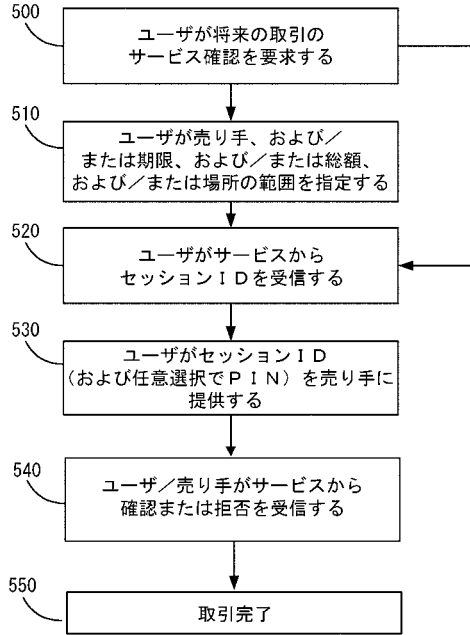 500
ユーザが将来の取引の
サービス確認を要求する
510
ユーザが売り手、および／
または期限、および／または総額、
および／または場所の範囲を指定する
520
ユーザがサービスから
セッションＩＤを受信する
530
ユーザがセッションＩＤ
（および任意選択でＰＩＮ）を売り手に
提供する
540
ユーザ／売り手がサービスから
確認または拒否を受信する
550
取引完了